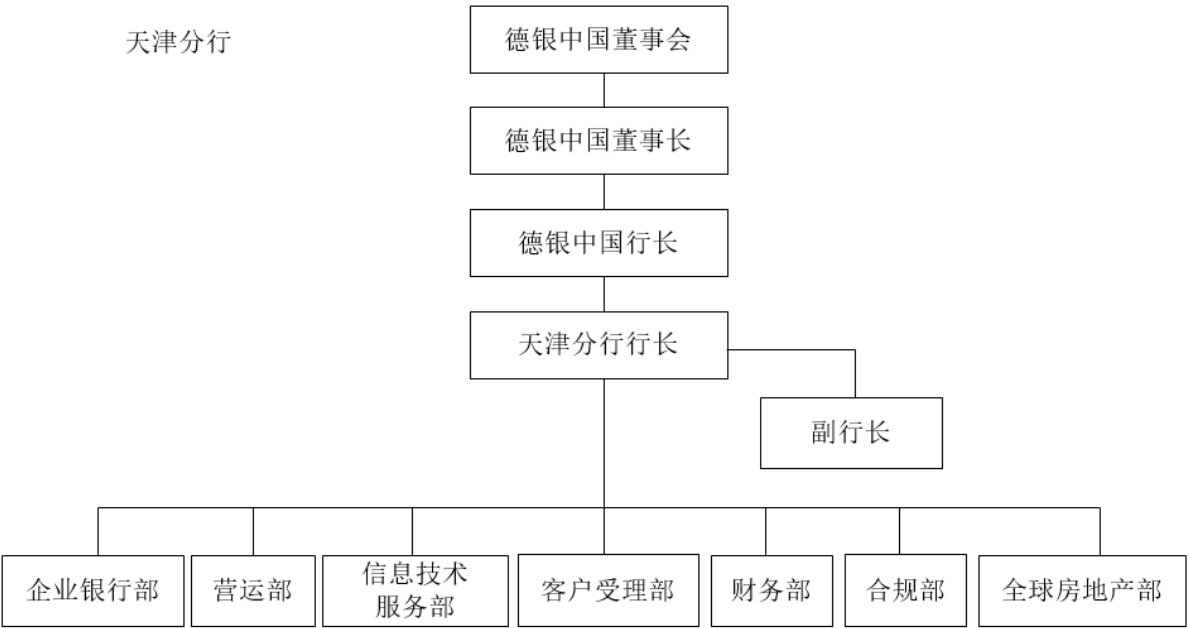 天津分行
德银中国董事会
德银中国董事长
德银中国行长
天津分行行长
副行长
企业银行部
营运部
信息技术
服务部
客户受理部
财务部
合规部
全球房地产部